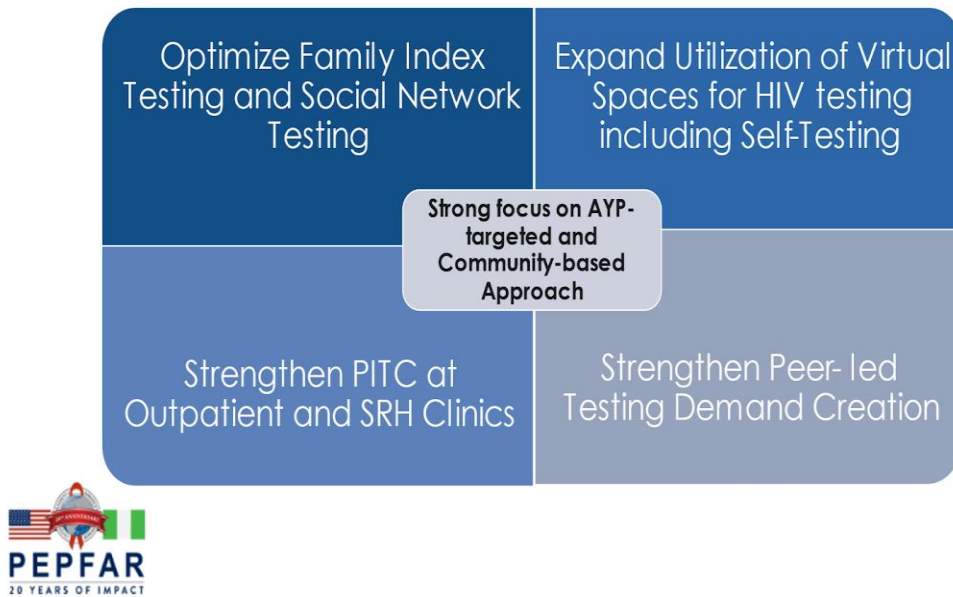 Optimize Family Index
Testing and Social Network
Testing
Expand Utilization of Virtual
Spaces for HIV testing
including Self-Testing
Strong focus on AYP-
targeted and
Community-based
Approach
Strengthen PITC at
Outpatient and SRH Clinics
Strengthen Peer- led
Testing Demand Creation
PEPFAR
20 YEARS OF IMPACT